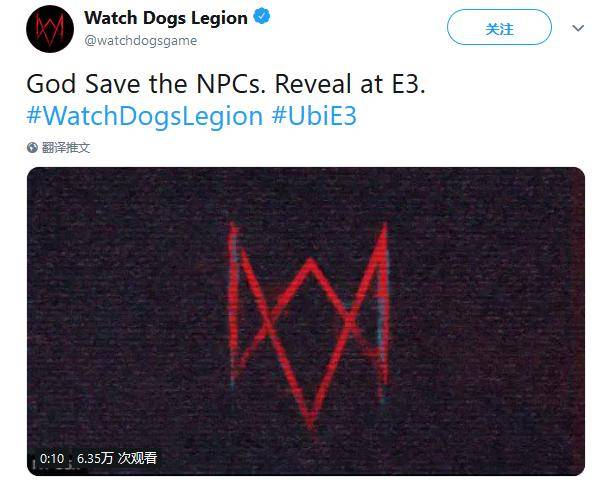 Watch Dogs Legion
@watchdogsgame
关注
God Save the NPCs. Reveal at E3.
#WatchDogsLegion #UbiE3
翻译推文
0:10 6.35万 次观看